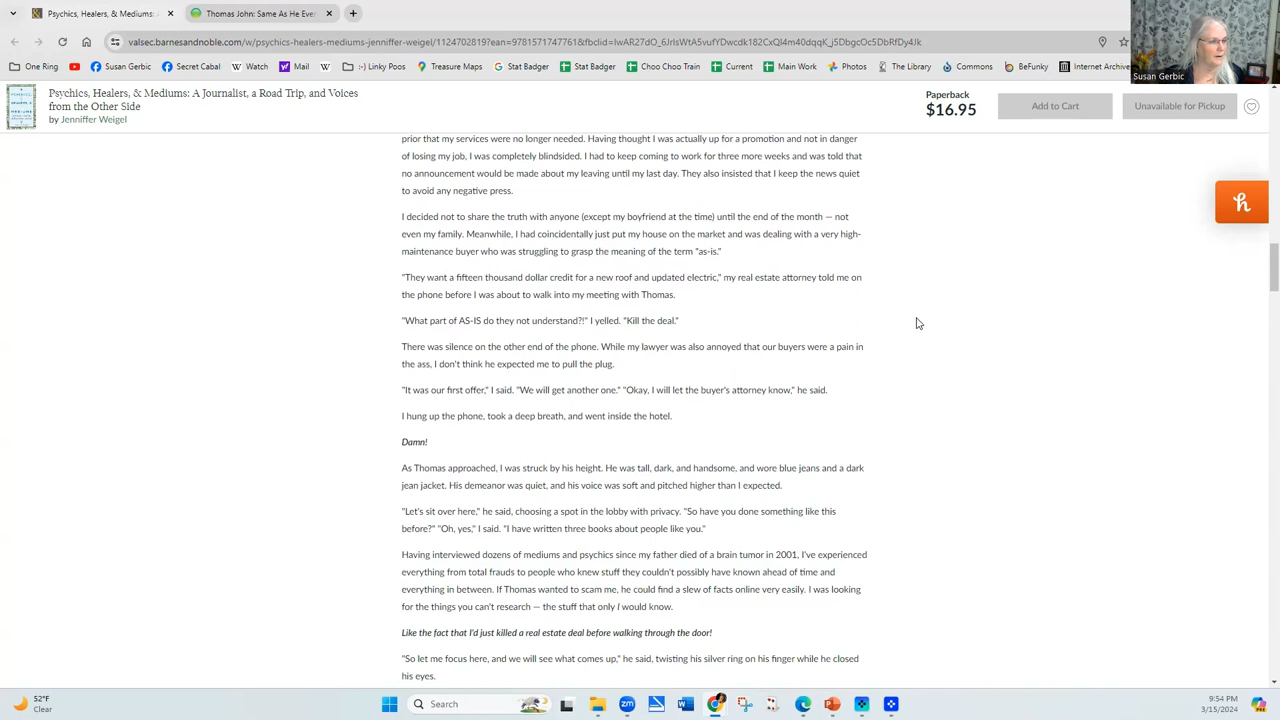 Psychics, Healers, & Mediums: A
Thomas John: Same As He Ever
valsec.barnesandnoble.com/w/psychics-healers-mediums-jenniffer-weigel/1124702819?ean=9781571747761&fbclid=IwAR27dO_6JrIsWtA5vufYDwcdk182CxQl4m40dqqK_j5DbgcOc5DbRfDy4Jk
One Ring
Susan Gerbic
Secret Cabal
Watch
Mail
:-) Linky Poos
Treasure Maps
Stat Badger
Stat Badger
Choo Choo Train
Current
Main Work
Photos
The Library
Commons
BeFunky
Internet Archive
Susan Gerbic
Psychics, Healers, & Mediums: A Journalist, a Road Trip, and Voices
from the Other Side
by Jenniffer Weigel
Paperback
$16.95
Add to Cart
Unavailable for Pickup
prior that my services were no longer needed. Having thought I was actually up for a promotion and not in danger
of losing my job, I was completely blindsided. I had to keep coming to work for three more weeks and was told that
no announcement would be made about my leaving until my last day. They also insisted that I keep the news quiet
to avoid any negative press.
I decided not to share the truth with anyone (except my boyfriend at the time) until the end of the month — not
even my family. Meanwhile, I had coincidentally just put my house on the market and was dealing with a very high-
maintenance buyer who was struggling to grasp the meaning of the term "as-is."
"They want a fifteen thousand dollar credit for a new roof and updated electric," my real estate attorney told me on
the phone before I was about to walk into my meeting with Thomas.
"What part of AS-IS do they not understand?!" I yelled. "Kill the deal."
There was silence on the other end of the phone. While my lawyer was also annoyed that our buyers were a pain in
the ass, I don't think he expected me to pull the plug.
"It was our first offer," I said. "We will get another one." "Okay, I will let the buyer's attorney know," he said.
I hung up the phone, took a deep breath, and went inside the hotel.
Damn!
As Thomas approached, I was struck by his height. He was tall, dark, and handsome, and wore blue jeans and a dark
jean jacket. His demeanor was quiet, and his voice was soft and pitched higher than I expected.
"Let's sit over here," he said, choosing a spot in the lobby with privacy. "So have you done something like this
before?" "Oh, yes," I said. "I have written three books about people like you."
Having interviewed dozens of mediums and psychics since my father died of a brain tumor in 2001, I've experienced
everything from total frauds to people who knew stuff they couldn't possibly have known ahead of time and
everything in between. If Thomas wanted to scam me, he could find a slew of facts online very easily. I was looking
for the things you can't research — the stuff that only I would know.
Like the fact that I'd just killed a real estate deal before walking through the door!
"So let me focus here, and we will see what comes up," he said, twisting his silver ring on his finger while he closed
his eyes.
52°F
Clear
Search
9:54 PM
3/15/2024